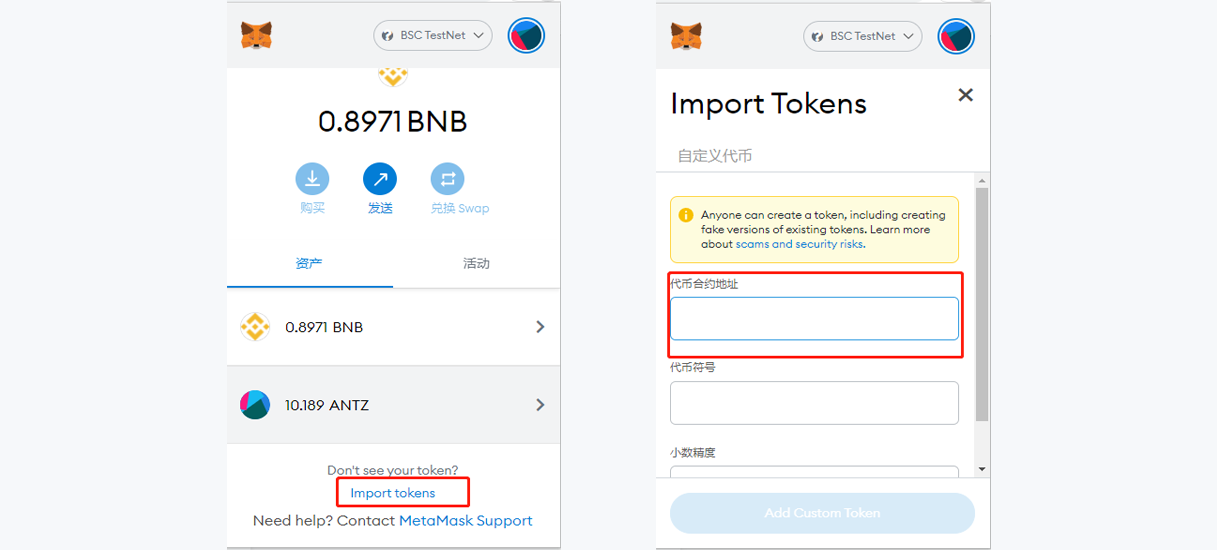 BSC TestNet
0.8971 BNB
购买
发送
兑换 Swap
资产
活动
0.8971 BNB
10.189 ANTZ
Don't see your token?
Import tokens
Need help? Contact MetaMask Support
BSC TestNet
Import Tokens
自定义代币
Anyone can create a token, including creating
fake versions of existing tokens. Learn more
about scams and security risks.
代币合约地址
代币符号
小数精度
Add Custom Token